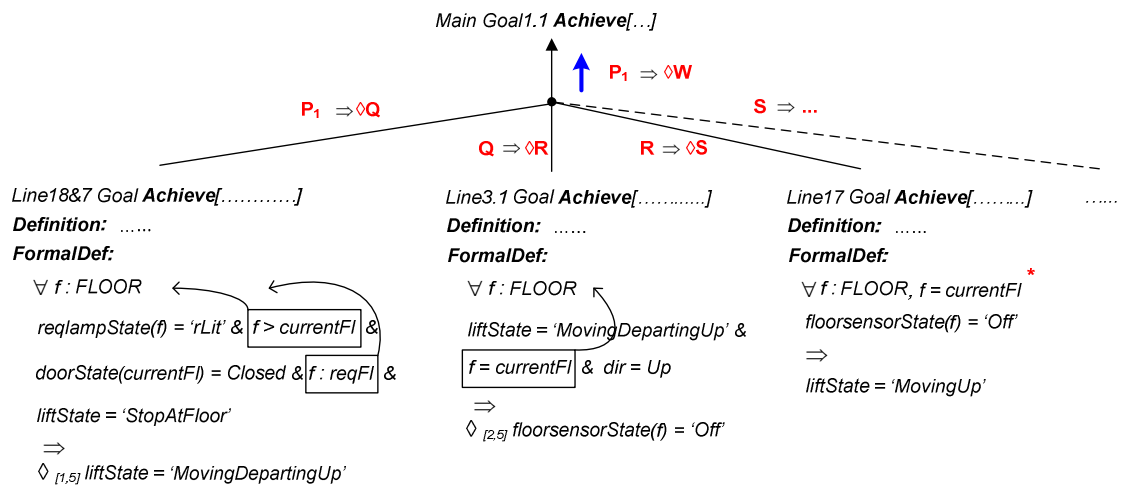 Main Goal1.1 Achieve[…]
P₁ ⇒ ◊W
P₁ ⇒◊Q
S ⇒ ...
Q ⇒ ◊R
R ⇒ ◊S
Line18&7 Goal Achieve[…………]
Definition: ……
FormalDef:
∀ f : FLOOR
reqlampState(f) = ‘rLit’ & f > currentFl &
doorState(currentFl) = Closed & f : reqFl &
liftState = ‘StopAtFloor’
⇒
◊ [1,5] liftState = ‘MovingDepartingUp’
Line3.1 Goal Achieve[……......]
Definition: ……
FormalDef:
∀ f : FLOOR
liftState = ‘MovingDepartingUp’ &
f = currentFl & dir = Up
⇒
◊ [2,5] floorsensorState(f) = ‘Off’
Line17 Goal Achieve[……...]
Definition: ……
FormalDef:
∀ f : FLOOR, f = currentFl *
floorsensorState(f) = ‘Off’
⇒
liftState = ‘MovingUp’
……